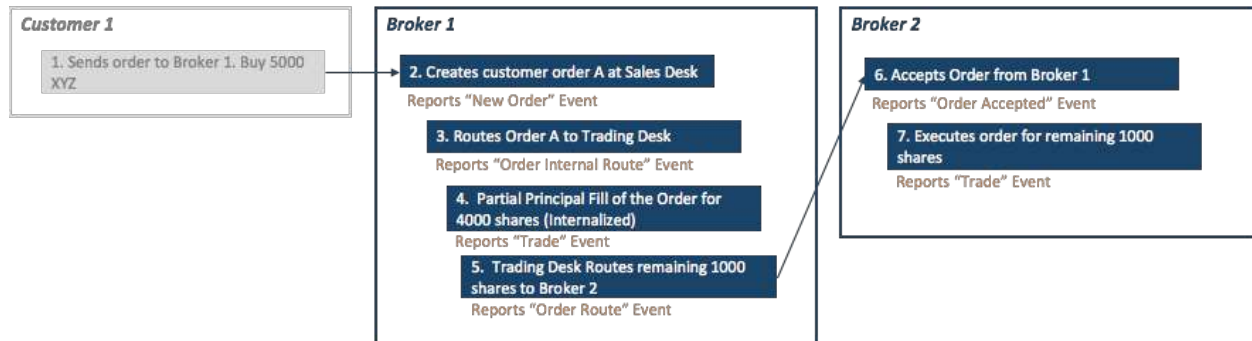 Customer 1
1. Sends order to Broker 1. Buy 5000
XYZ
Broker 1
2. Creates customer order A at Sales Desk
Reports “New Order” Event
3. Routes Order A to Trading Desk
Reports “Order Internal Route” Event
4. Partial Principal Fill of the Order for
4000 shares (Internalized)
Reports “Trade” Event
5. Trading Desk Routes remaining 1000
shares to Broker 2
Reports “Order Route” Event
Broker 2
6. Accepts Order from Broker 1
Reports “Order Accepted” Event
7. Executes order for remaining 1000
shares
Reports “Trade” Event